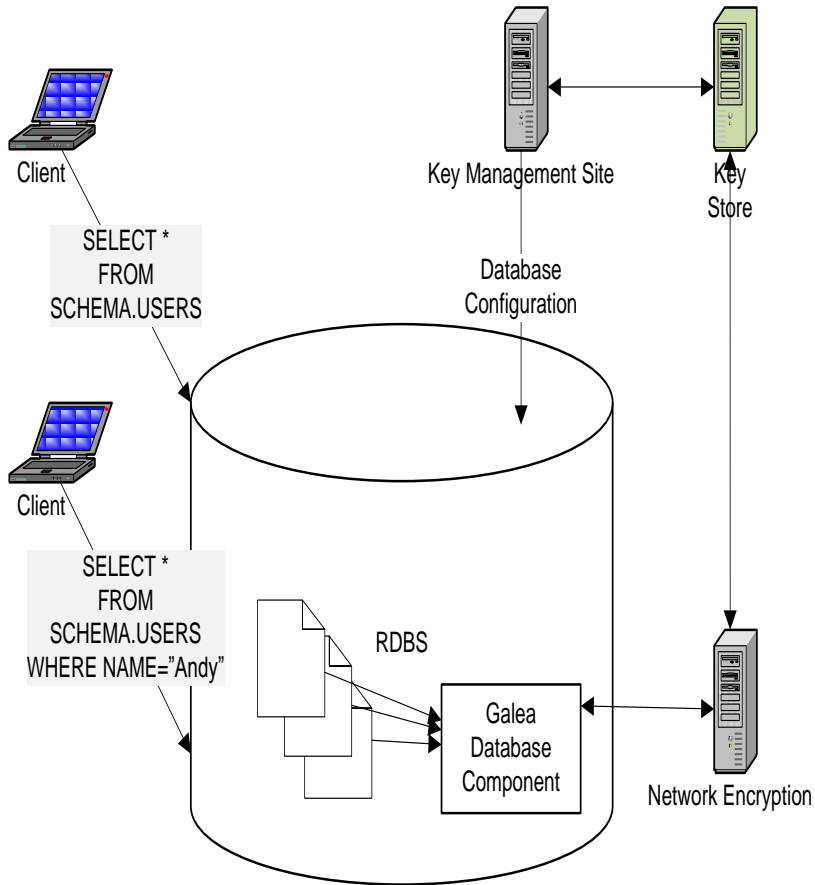 Client
SELECT *
FROM
SCHEMA.USERS
Key Management Site
Key
Store
Database
Configuration
Client
SELECT *
FROM
SCHEMA.USERS
WHERE NAME=”Andy”
RDBS
Galea
Database
Component
Network Encryption